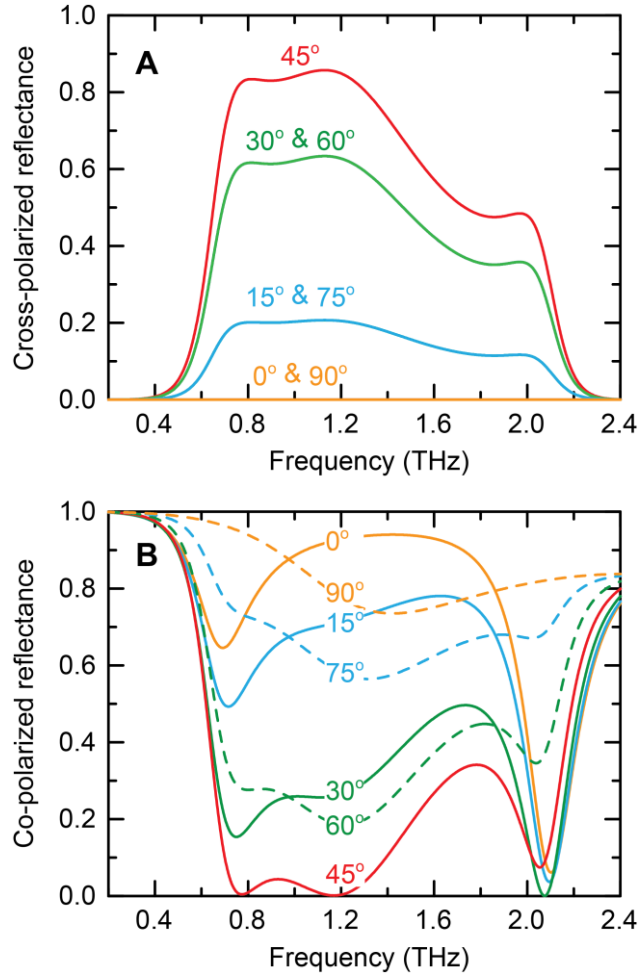 A
Cross-polarized reflectance
1.0
0.8
0.6
0.4
0.2
0.0
45°
30° & 60°
15° & 75°
0° & 90°
0.4 0.8 1.2 1.6 2.0 2.4
Frequency (THz)
B
Co-polarized reflectance
1.0
0.8
0.6
0.4
0.2
0.0
0°
90°
15°
75°
30°
60°
45°
0.4 0.8 1.2 1.6 2.0 2.4
Frequency (THz)